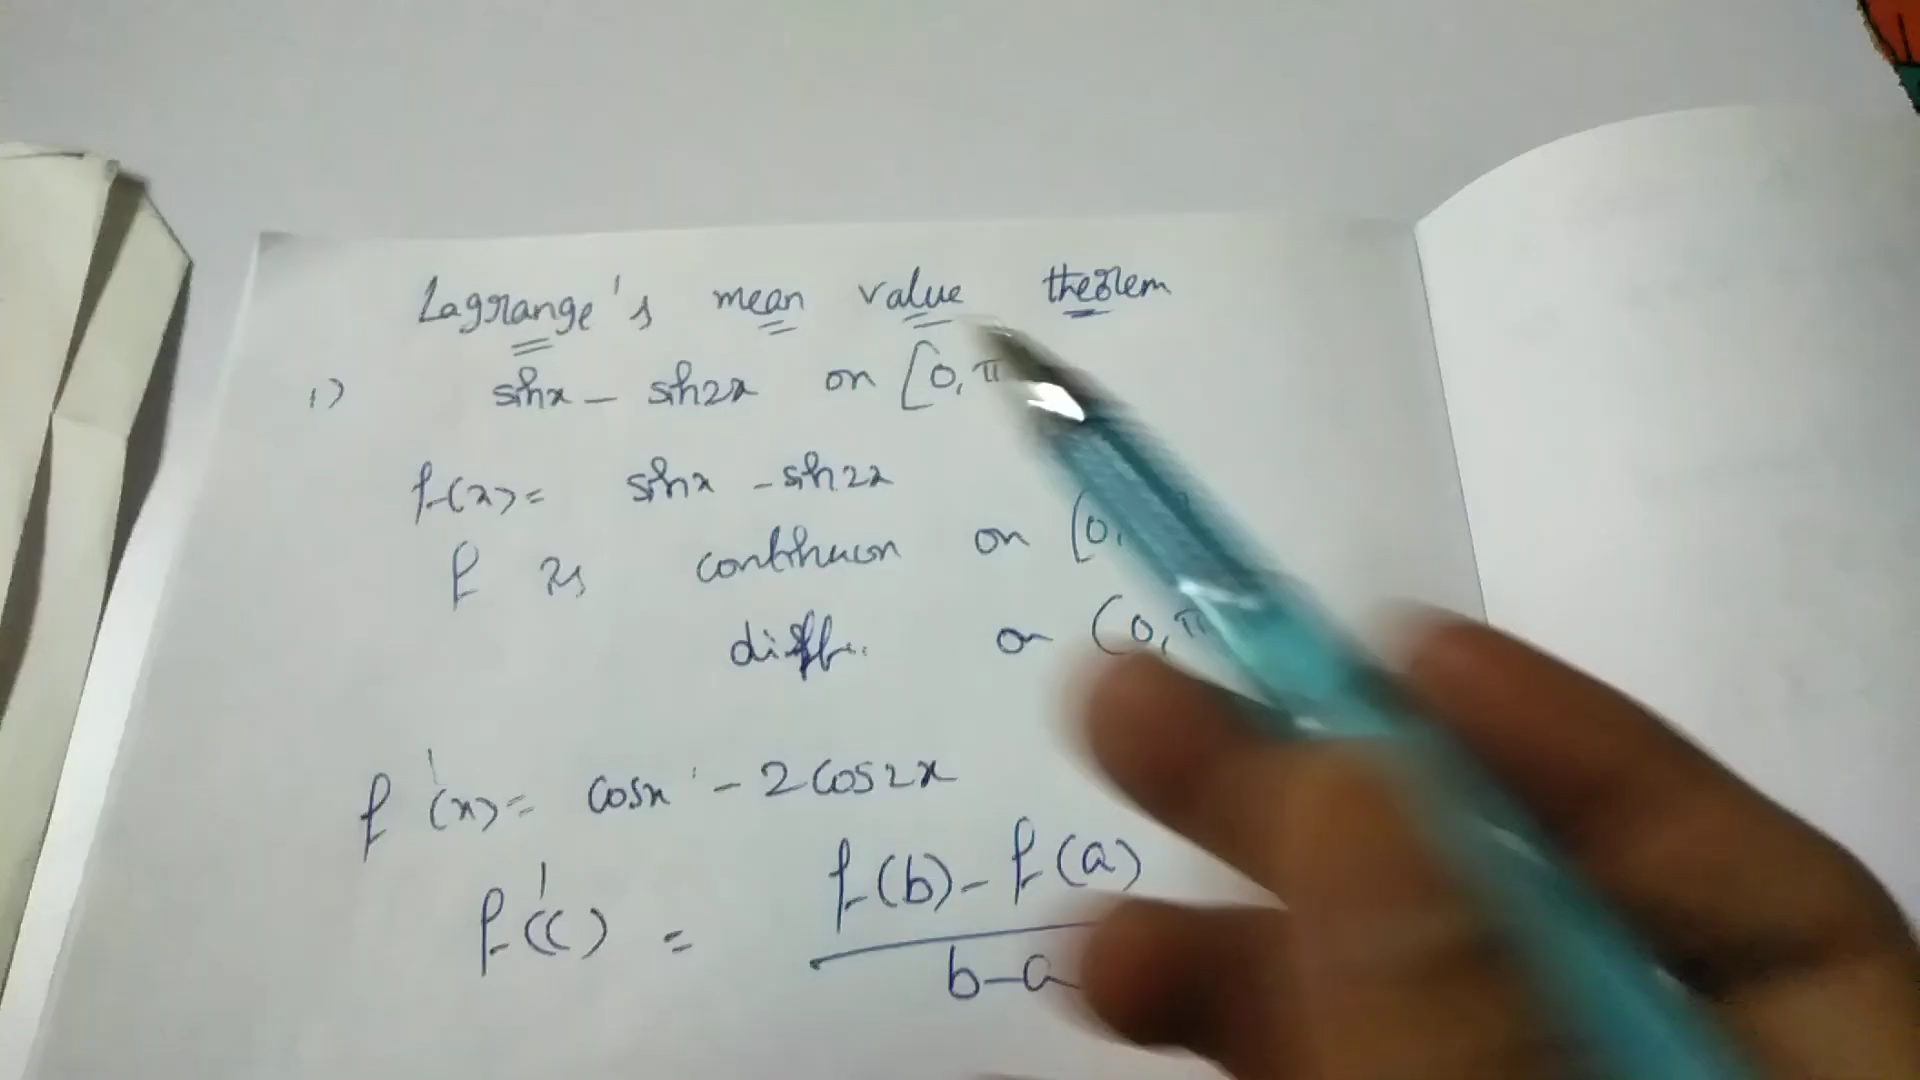 Lagrange's mean value theorem
1) sinx - sin2x on [0, π
f(x) = sinx - sin2x
f is continuon on [0,
diff. on (0, π
f'(x) = cosx - 2cos2x
f'(c) = f(b) - f(a)
b-a